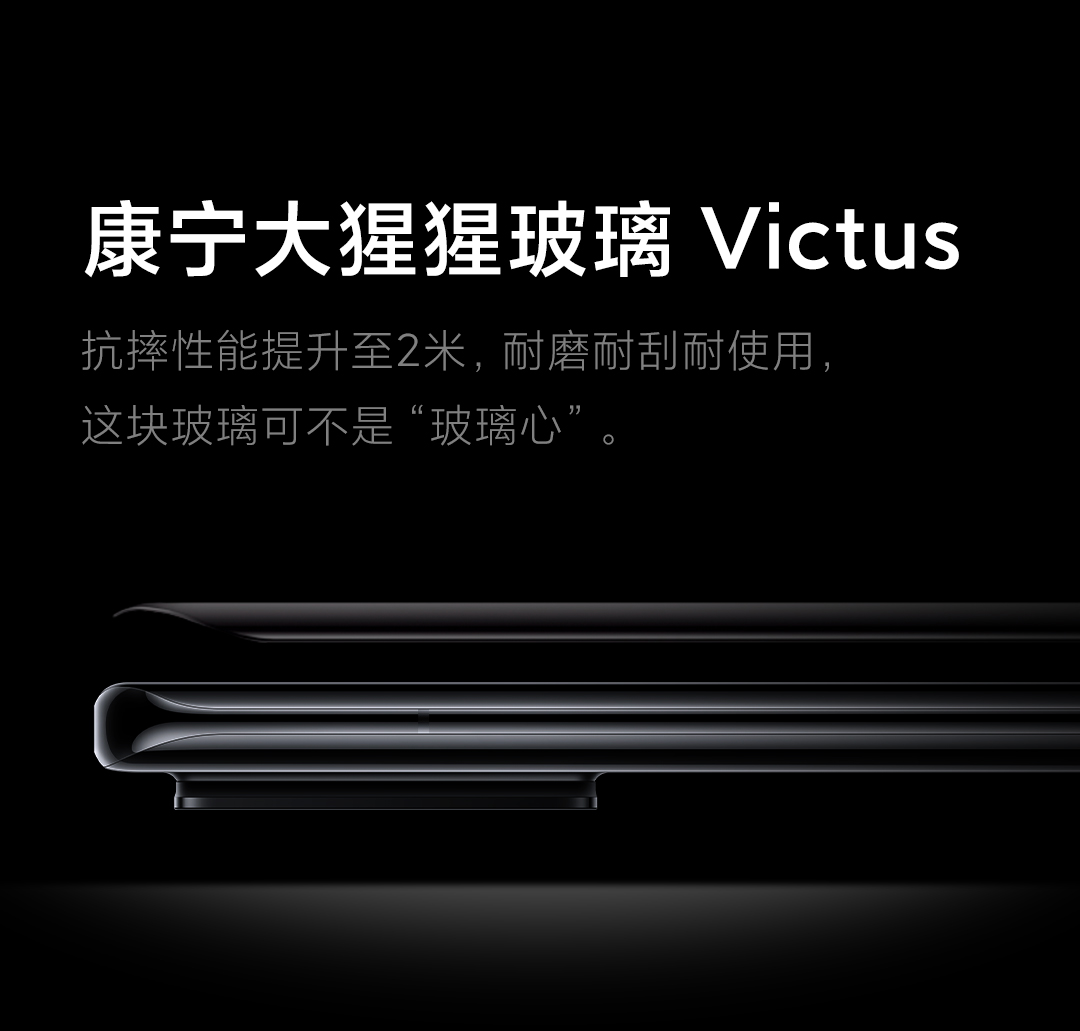 康宁大猩猩玻璃 Victus
抗摔性能提升至2米，耐磨耐刮耐使用，
这块玻璃可不是“玻璃心”。